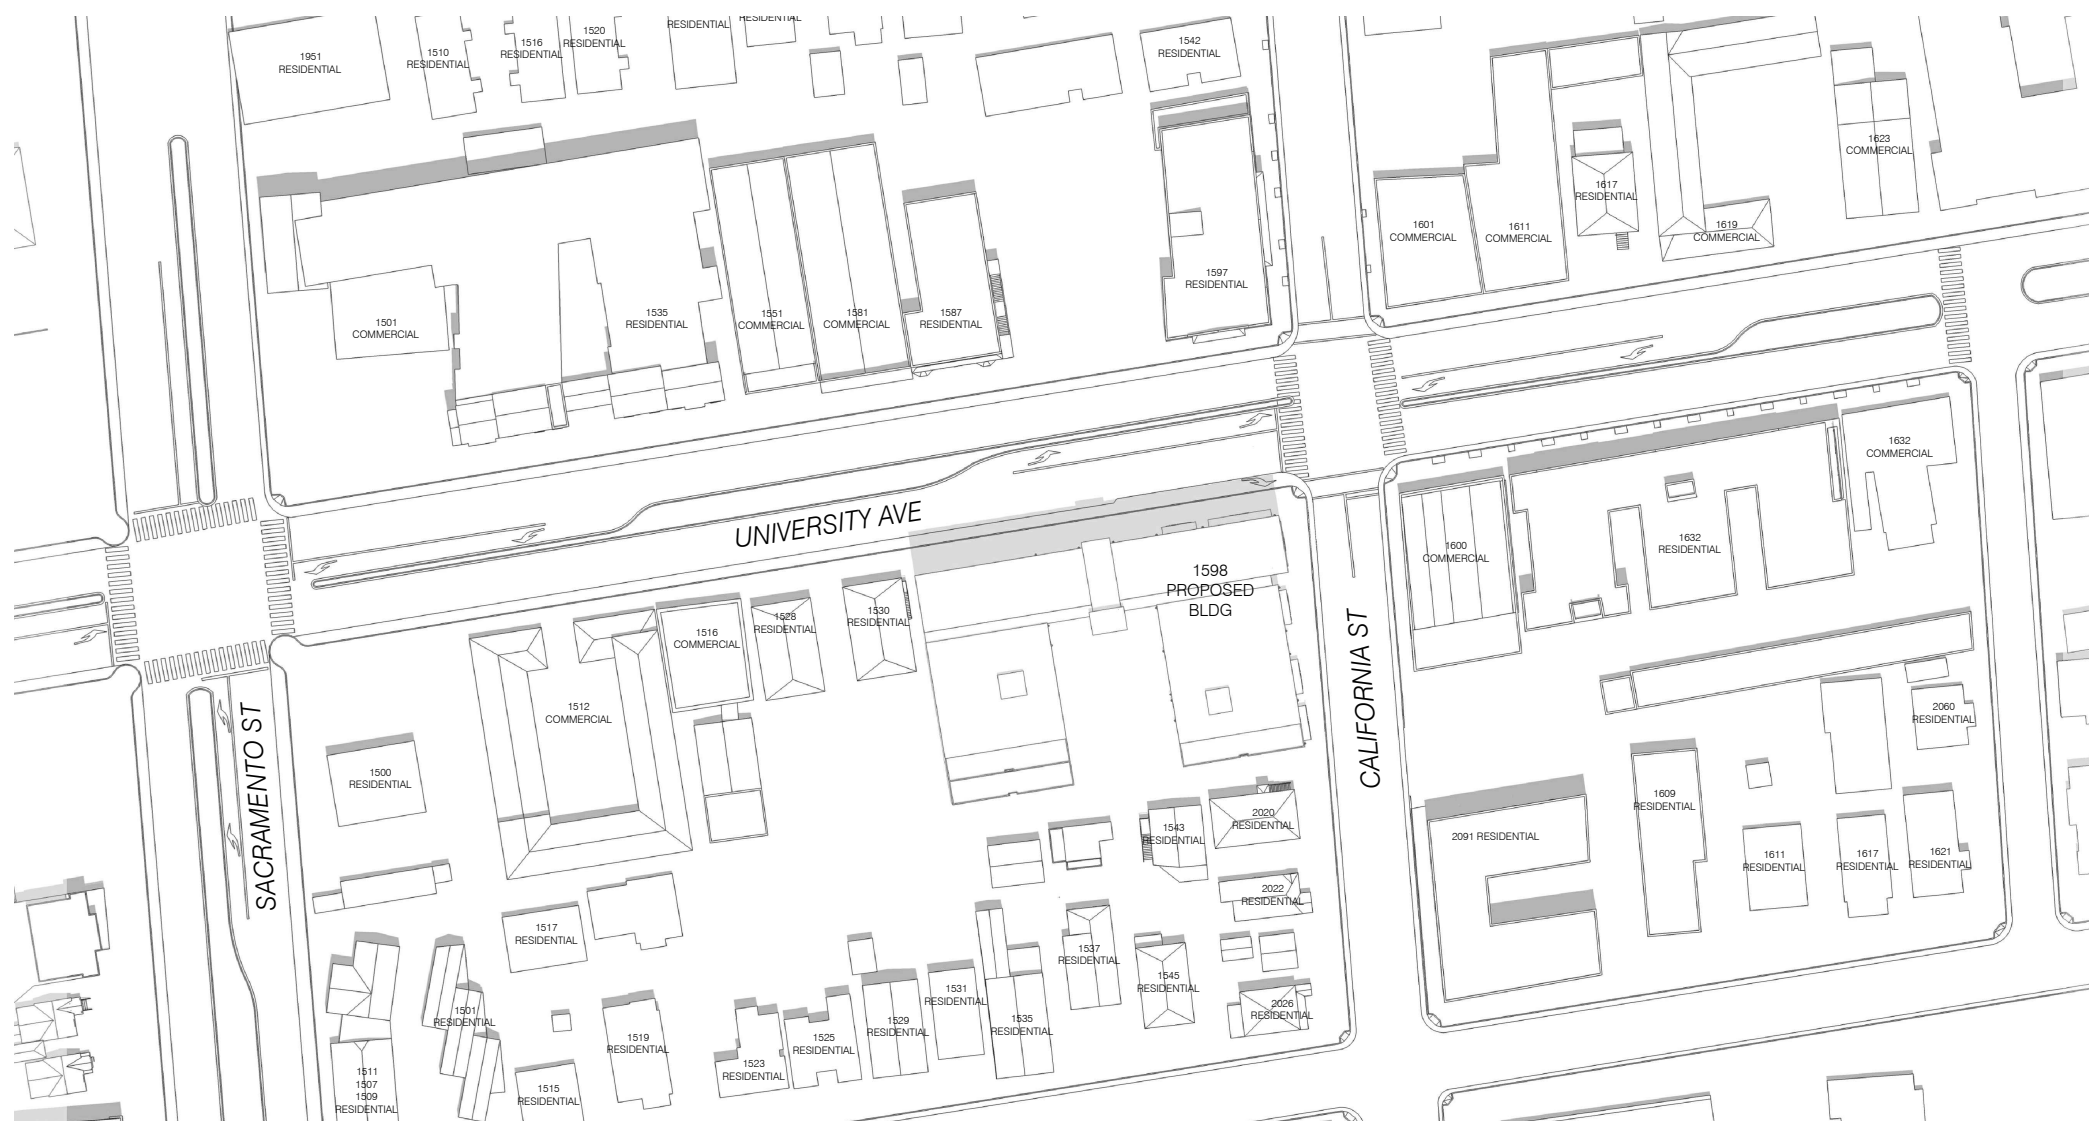 RESIDENTIAL
RESIDENTIAL
1951
RESIDENTIAL
1510
RESIDENTIAL
1516
RESIDENTIAL
1520
RESIDENTIAL
1542
RESIDENTIAL
1623
COMMERCIAL
1617
RESIDENTIAL
1601
COMMERCIAL
1611
COMMERCIAL
1619
COMMERCIAL
1597
RESIDENTIAL
1501
COMMERCIAL
1535
RESIDENTIAL
1551
COMMERCIAL
1581
COMMERCIAL
1587
RESIDENTIAL
UNIVERSITY AVE
1632
COMMERCIAL
1632
RESIDENTIAL
1600
COMMERCIAL
1598
PROPOSED
BLDG
1530
RESIDENTIAL
1528
RESIDENTIAL
1516
COMMERCIAL
1512
COMMERCIAL
1500
RESIDENTIAL
SACRAMENTO ST
CALIFORNIA ST
2060
RESIDENTIAL
1609
RESIDENTIAL
2091 RESIDENTIAL
1611
RESIDENTIAL
1617
RESIDENTIAL
1621
RESIDENTIAL
2020
RESIDENTIAL
1543
RESIDENTIAL
2022
RESIDENTIAL
1517
RESIDENTIAL
1537
RESIDENTIAL
1545
RESIDENTIAL
2026
RESIDENTIAL
1501
RESIDENTIAL
1519
RESIDENTIAL
1523
RESIDENTIAL
1525
RESIDENTIAL
1529
RESIDENTIAL
1531
RESIDENTIAL
1535
RESIDENTIAL
1511
1507
1509
RESIDENTIAL
1515
RESIDENTIAL